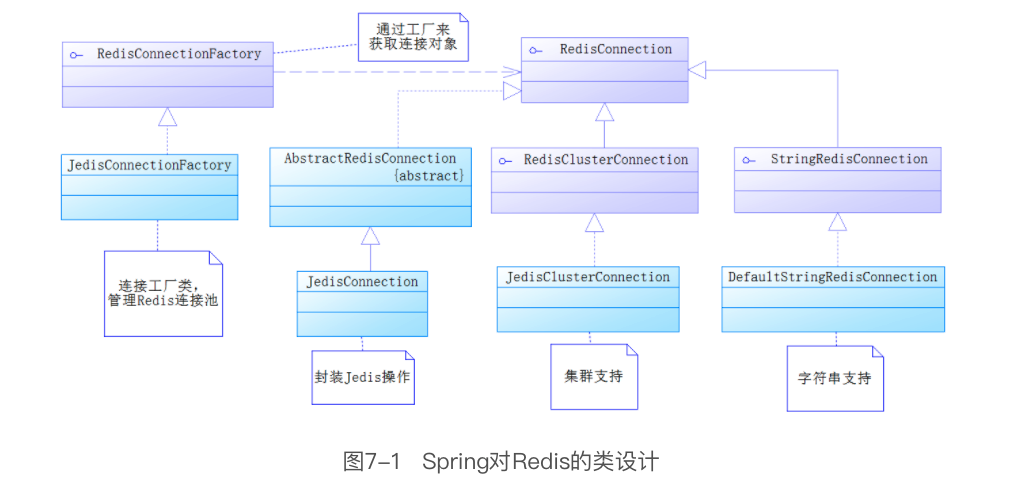 通过工厂来
获取连接对象
RedisConnectionFactory
RedisConnection
JedisConnectionFactory
AbstractRedisConnection
{abstract}
RedisClusterConnection
StringRedisConnection
连接工厂类，
管理Redis连接池
JedisConnection
JedisClusterConnection
DefaultStringRedisConnection
封装Jedis操作
集群支持
字符串支持
图7-1 Spring对Redis的类设计